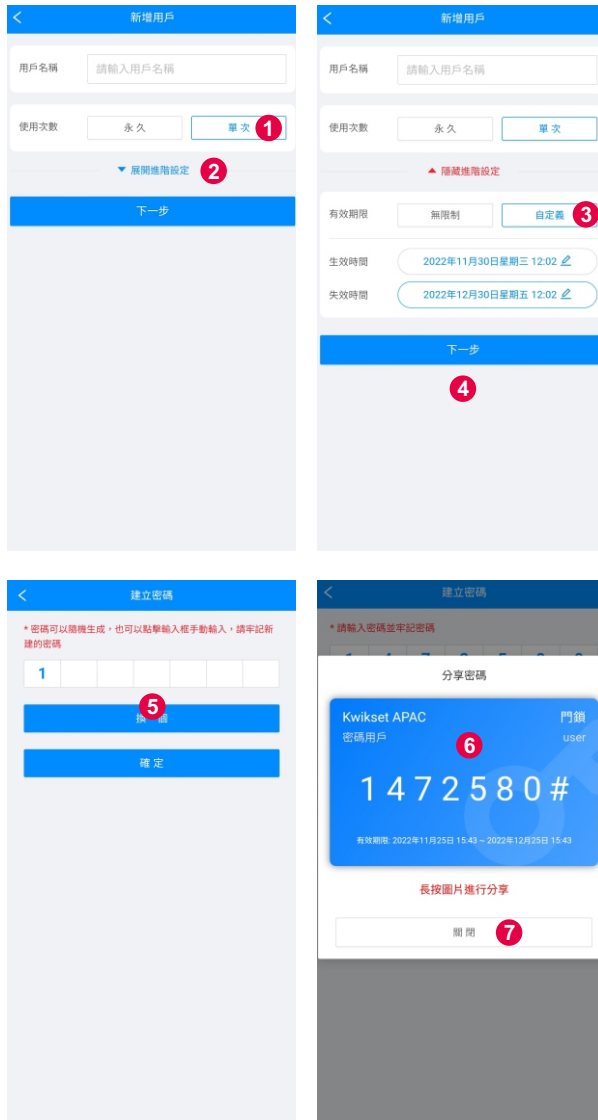 新增用戶
用戶名稱 請輸入用戶名稱
使用次數 永久 單次 1
展開進階設定 2
下一步
新增用戶
用戶名稱 請輸入用戶名稱
使用次數 永久 單次
隱藏進階設定
有效期限 無限制 自定義 3
生效時間 2022年11月30日星期三 12:02
失效時間 2022年12月30日星期五 12:02
下一步
4
建立密碼
* 密碼可以隨機生成，也可以點擊輸入框手動輸入，請牢記新
建的密碼
1
換 5 個
確定
建立密碼
* 請輸入密碼並牢記密碼
分享密碼
Kwikset APAC 門鎖
密碼用戶 6 user
1472580#
有效期限: 2022年11月25日 15:43 ~ 2022年12月25日 15:43
長按圖片進行分享
關閉 7